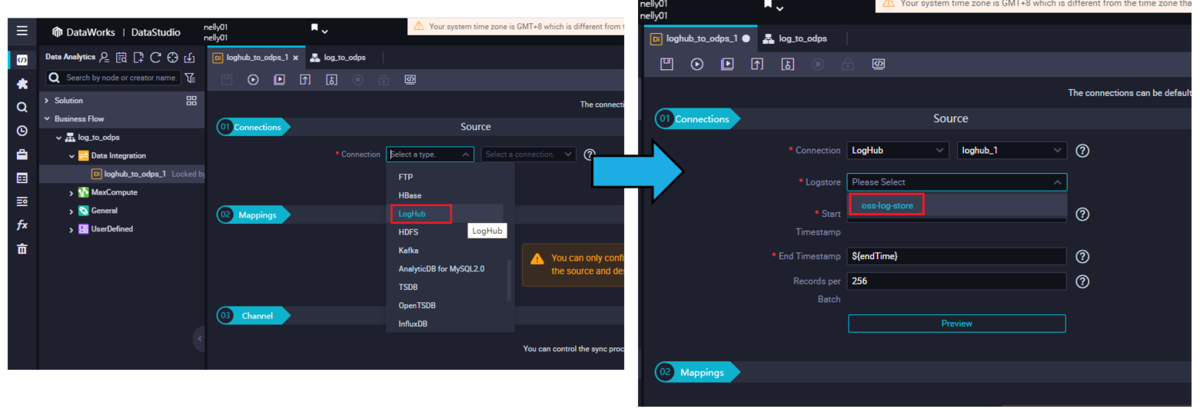 DataWorks | DataStudio
nelly01
nelly01
Your system time zone is GMT+8 which is different from
Data Analytics
loghub_to_odps_1
log_to_odps
Search by node or creator name.
Solution
Business Flow
log_to_odps
Data Integration
DI loghub_to_odps_1 Locked by
MaxCompute
General
UserDefined
fx
The connecti
01 Connections
Source
* Connection
Select a type.
Select a connection.
FTP
HBase
LogHub
HDFS
LogHub
Kafka
AnalyticDB for MySQL2.0
TSDB
OpenTSDB
InfluxDB
02 Mappings
You can only confi
the source and des
03 Channel
You can control the sync proc
nelly01
nelly01
Your system time zone is GMT+8 which is different from the time zone tha
DI loghub_to_odps_1
log_to_odps
The connections can be default
01 Connections
Source
* Connection
LogHub
loghub_1
* Logstore
Please Select
oss-log-store
* Start
Timestamp
* End Timestamp
${endTime}
Records per
Batch
256
Preview
02 Mappings